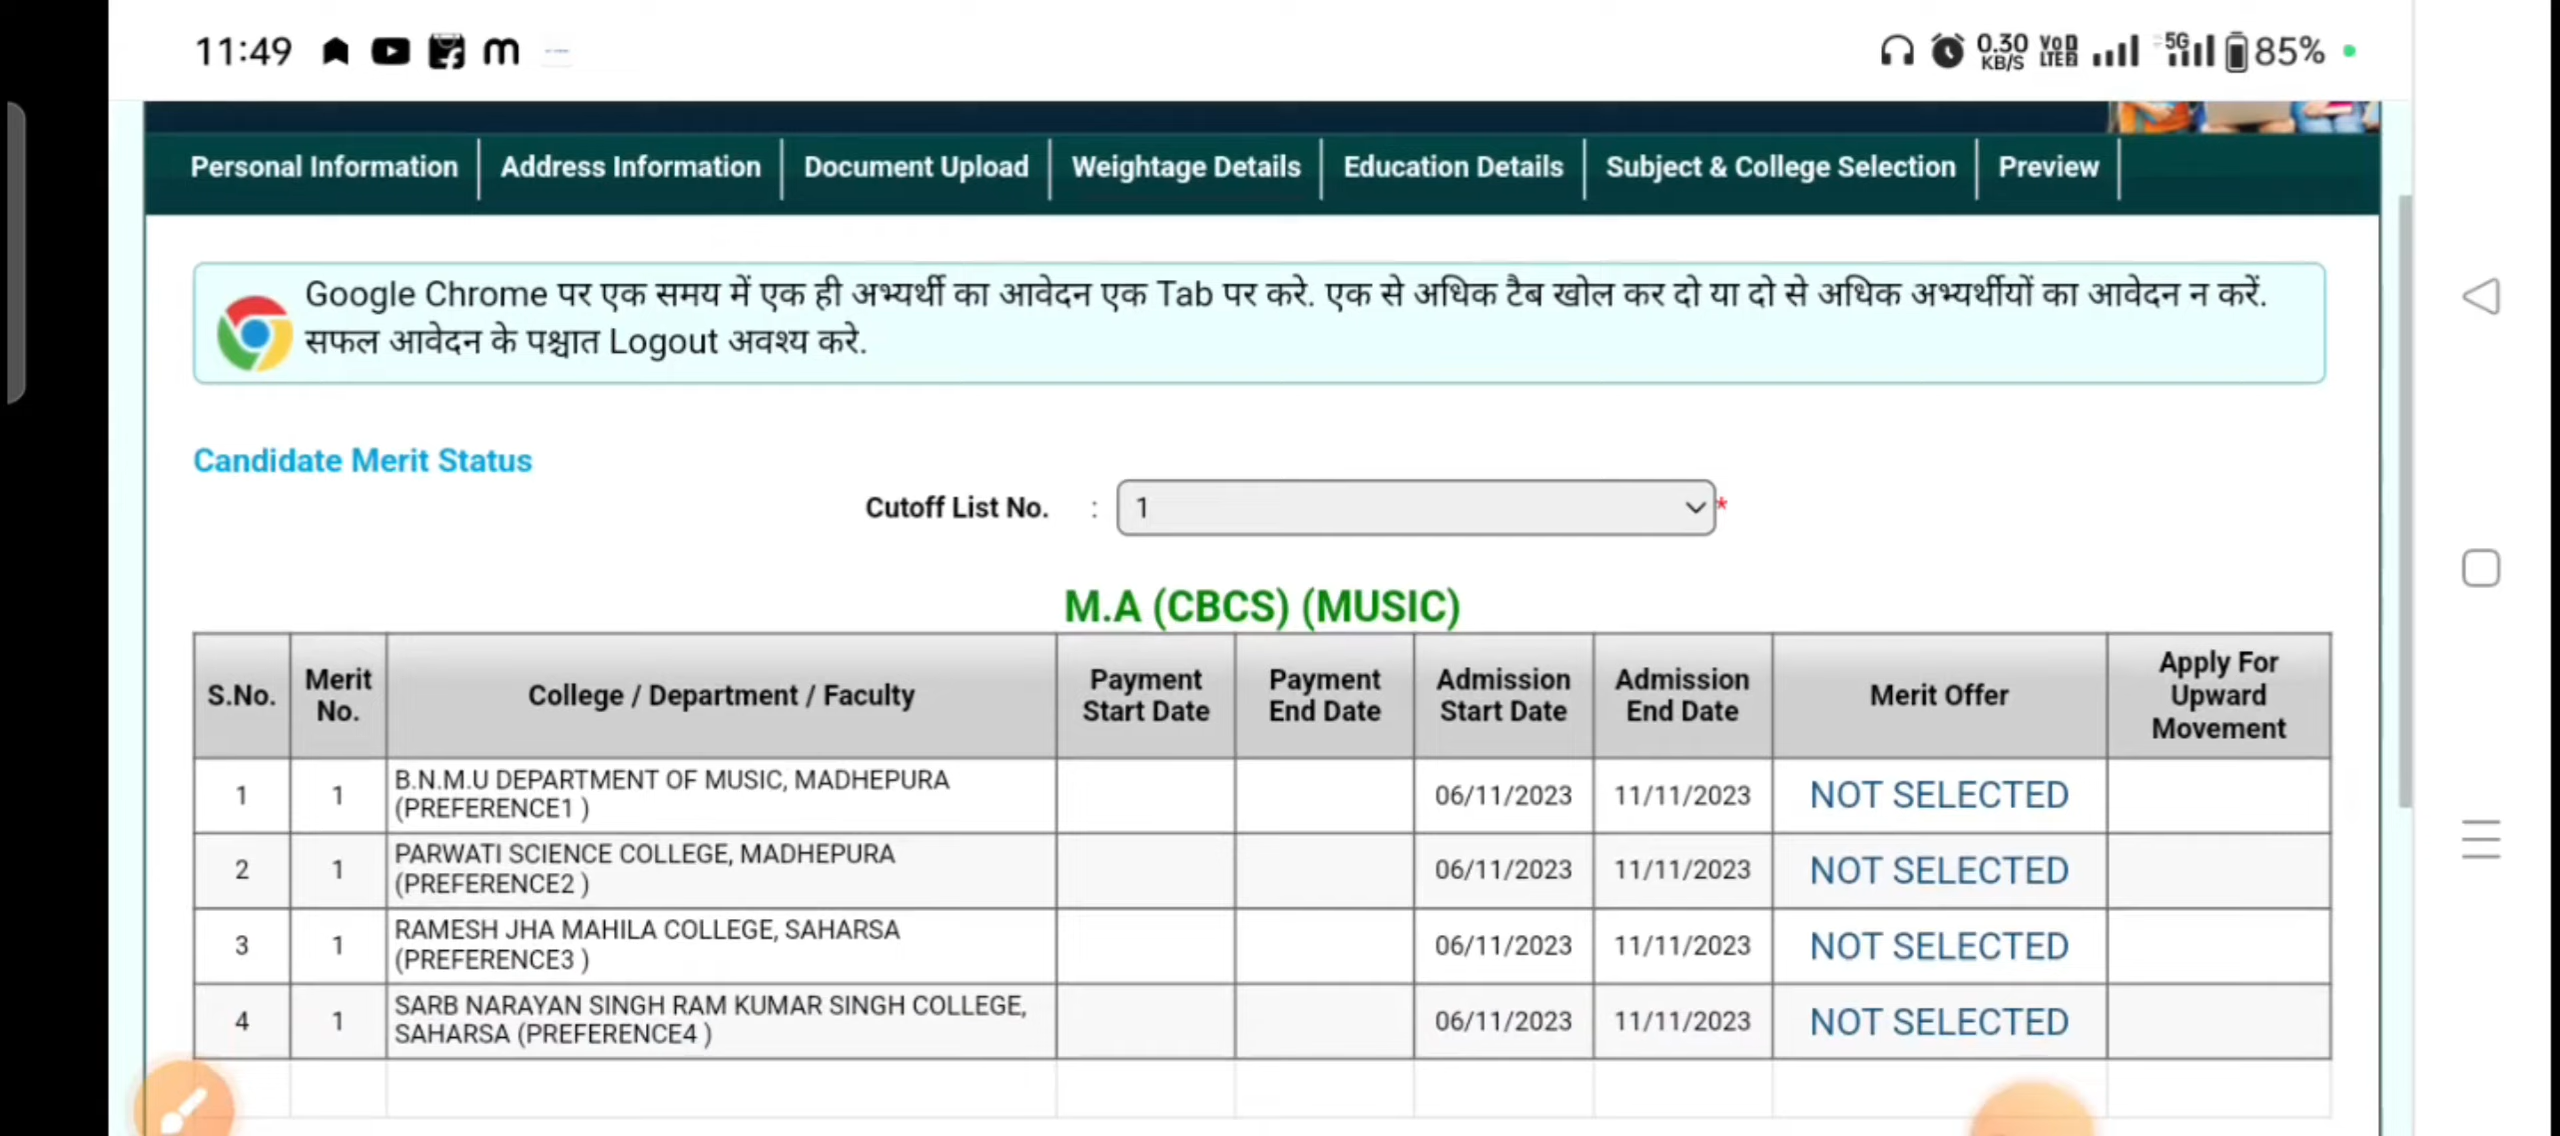 11:49 m 0.30 KB/S VoD LTE2 5G 85%
Personal Information Address Information Document Upload Weightage Details Education Details Subject & College Selection Preview
Google Chrome पर एक समय में एक ही अभ्यर्थी का आवेदन एक Tab पर करे. एक से अधिक टैब खोल कर दो या दो से अधिक अभ्यर्थीयों का आवेदन न करें.
सफल आवेदन के पश्चात Logout अवश्य करे.
Candidate Merit Status
Cutoff List No. : 1 *
M.A (CBCS) (MUSIC)
S.No. Merit No. College / Department / Faculty Payment Start Date Payment End Date Admission Start Date Admission End Date Merit Offer Apply For Upward Movement
1 1 B.N.M.U DEPARTMENT OF MUSIC, MADHEPURA (PREFERENCE1 ) 06/11/2023 11/11/2023 NOT SELECTED
2 1 PARWATI SCIENCE COLLEGE, MADHEPURA (PREFERENCE2 ) 06/11/2023 11/11/2023 NOT SELECTED
3 1 RAMESH JHA MAHILA COLLEGE, SAHARSA (PREFERENCE3 ) 06/11/2023 11/11/2023 NOT SELECTED
4 1 SARB NARAYAN SINGH RAM KUMAR SINGH COLLEGE, SAHARSA (PREFERENCE4 ) 06/11/2023 11/11/2023 NOT SELECTED